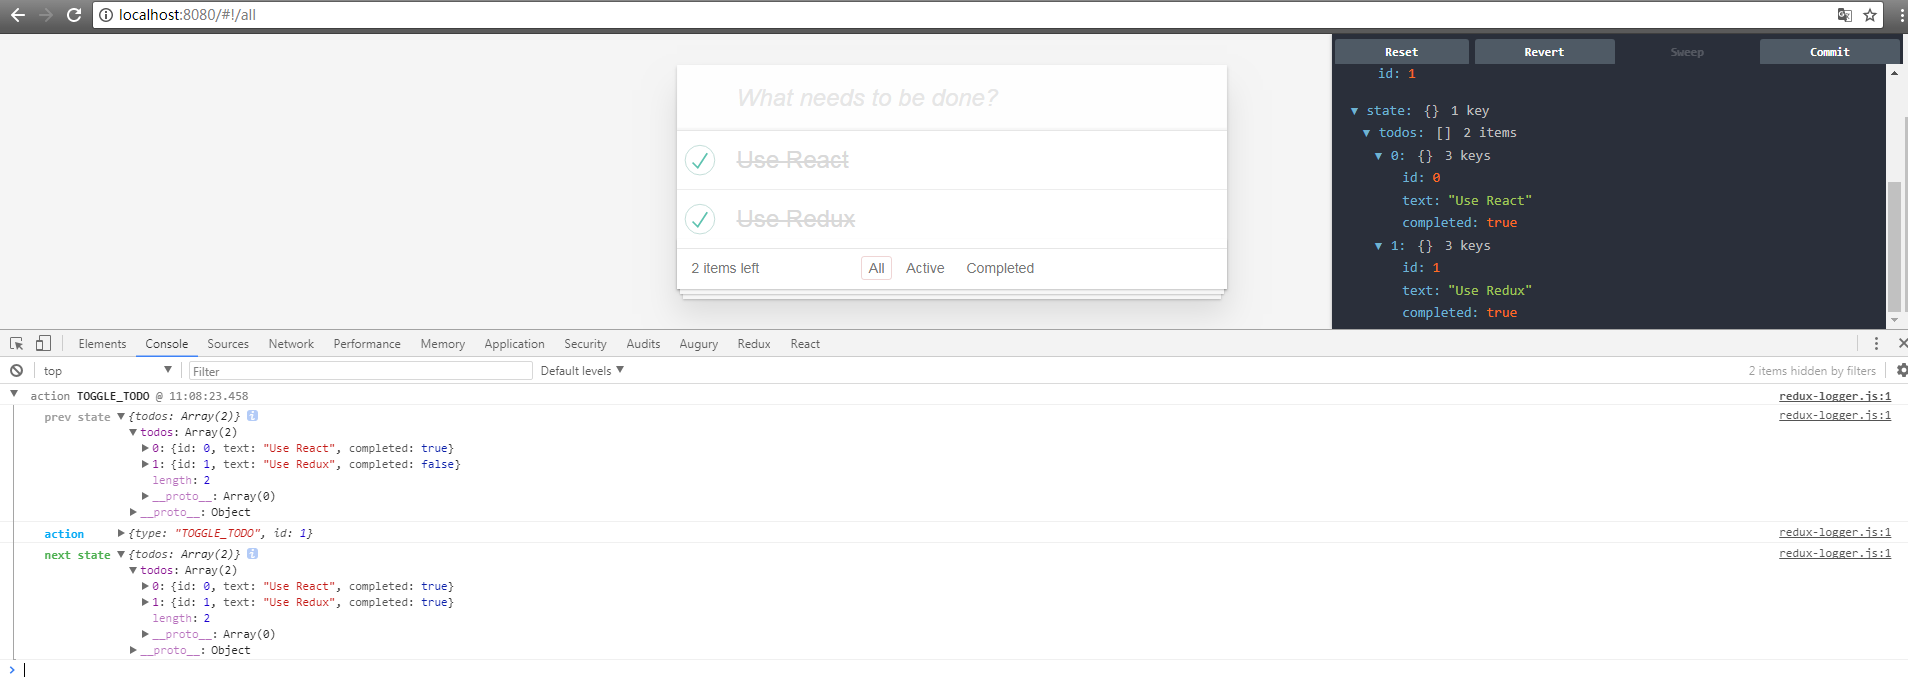 localhost:8080/#!/all
What needs to be done?
Use React
Use Redux
2 items left All Active Completed
Reset Revert Sweep Commit
id: 1
state: {} 1 key
todos: [] 2 items
0: {} 3 keys
id: 0
text: "Use React"
completed: true
1: {} 3 keys
id: 1
text: "Use Redux"
completed: true
Elements Console Sources Network Performance Memory Application Security Audits Augury Redux React
top Filter Default levels 2 items hidden by filters
action TOGGLE_TODO @ 11:08:23.458 redux-logger.js:1
prev state {todos: Array(2)} redux-logger.js:1
todos: Array(2)
0: {id: 0, text: "Use React", completed: true}
1: {id: 1, text: "Use Redux", completed: false}
length: 2
__proto__: Array(0)
__proto__: Object
action {type: "TOGGLE_TODO", id: 1} redux-logger.js:1
next state {todos: Array(2)} redux-logger.js:1
todos: Array(2)
0: {id: 0, text: "Use React", completed: true}
1: {id: 1, text: "Use Redux", completed: true}
length: 2
__proto__: Array(0)
__proto__: Object